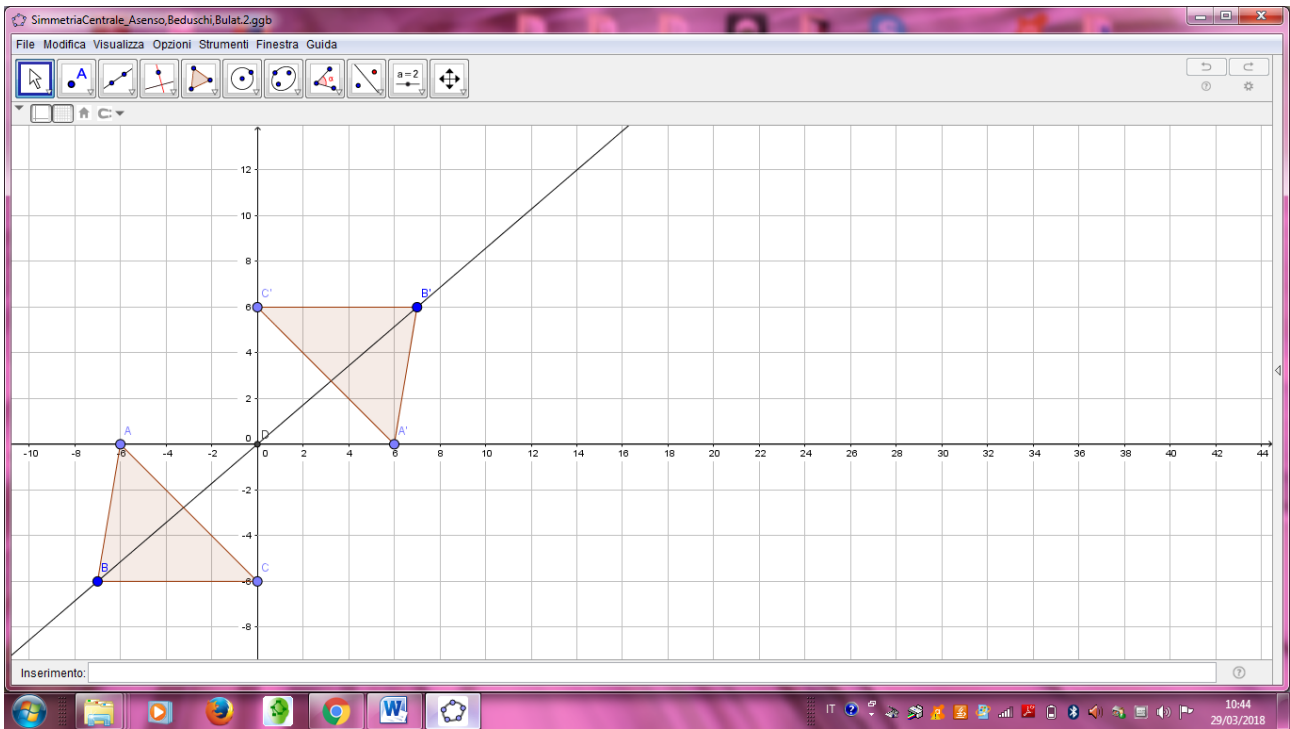 SimmetriaCentrale_Asenso,Beduschi,Bulat.2.ggb
File Modifica Visualizza Opzioni Strumenti Finestra Guida
A
α
a=2
12
10
8
C'
B'
6
4
2
A
0
D
A'
-10 -8 -6 -4 -2 0 2 4 6 8 10 12 14 16 18 20 22 24 26 28 30 32 34 36 38 40 42 44
-2
-4
B
C
-6
-8
Inserimento:
W
IT
10:44
29/03/2018